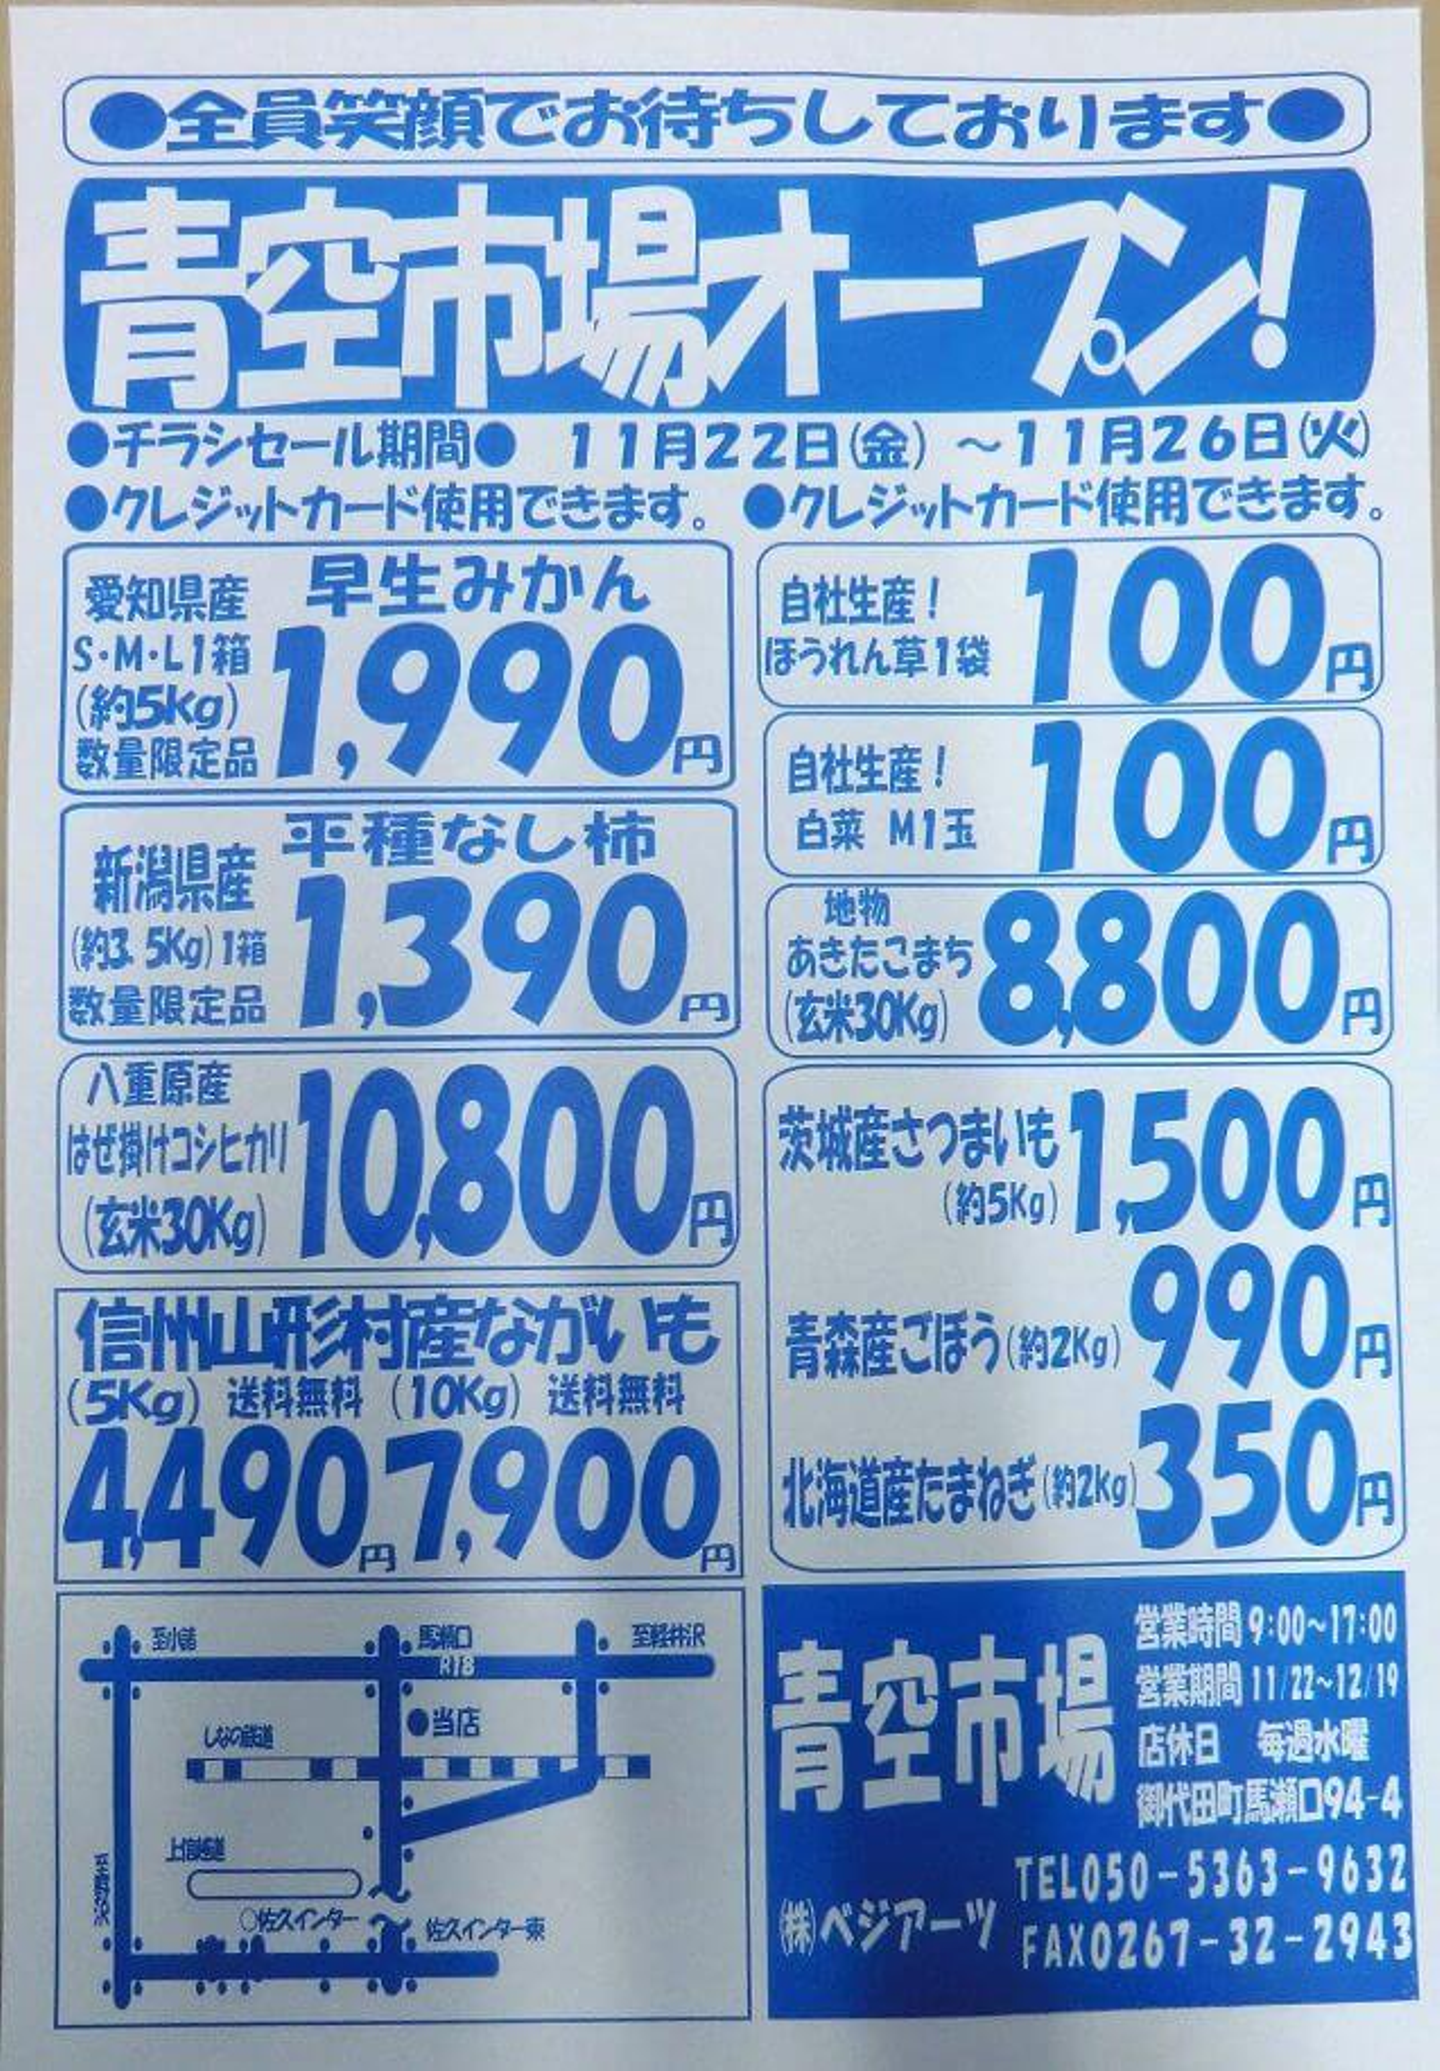 ●全員笑顔でお待ちしております●
青空市場オープン!
●チラシセール期間● 11月22日(金) ～11月26日(火)
●クレジットカード使用できます。 ●クレジットカード使用できます。
愛知県産 早生みかん
S・M・L1箱
(約5kg)
数量限定品
1,990円
新潟県産 平種なし柿
(約3.5Kg)1箱
数量限定品
1,390円
八重原産
はぜ掛けコシヒカリ
(玄米30Kg)
10,800円
信州山形村産ながいも
(5Kg) 送料無料 (10Kg) 送料無料
4,490円 7,900円
自社生産!
ほうれん草1袋
100円
自社生産!
白菜 M1玉
100円
地物
あきたこまち
(玄米30Kg)
8,800円
茨城産さつまいも
(約5Kg)
1,500円
青森産ごぼう(約2Kg) 990円
北海道産たまねぎ(約2Kg) 350円
至小諸 馬瀬口 至軽井沢
R18
●当店
しなの鉄道
上信越道
○佐久インター
佐久インター東
青空市場
営業時間 9:00～17:00
営業期間 11/22～12/19
店休日 毎週水曜
御代田町馬瀬口94-4
(株)ベジアーツ
TEL050-5363-9632
FAX0267-32-2943